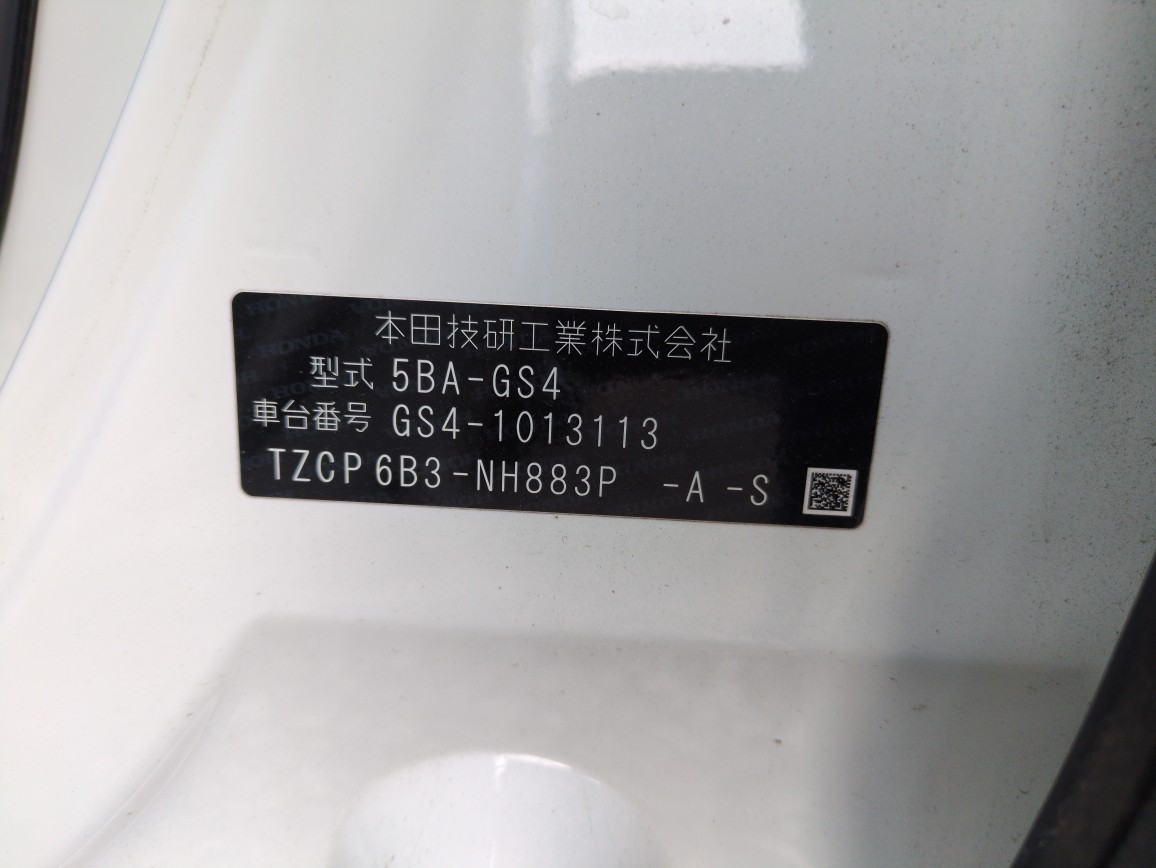 本田技研工業株式会社
型式 5BA-GS4
車台番号 GS4-1013113
TZCP 6B3-NH883P -A -S